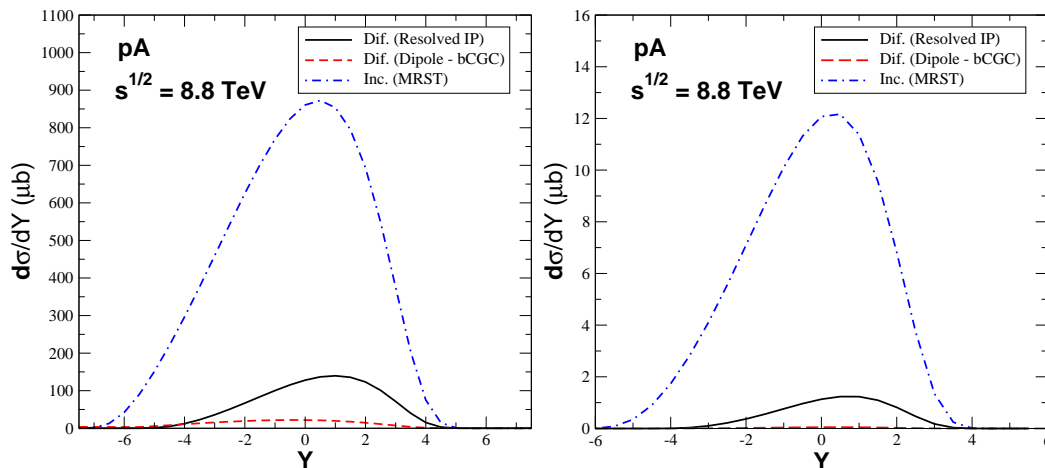 1100
1000
900
800
700
600
500
400
300
200
100
0
dσ/dY (μb)
pA
s^1/2 = 8.8 TeV
Dif. (Resolved IP)
Dif. (Dipole - bCGC)
Inc. (MRST)
-6 -4 -2 0 2 4 6
Y
16
14
12
10
8
6
4
2
0
dσ/dY (μb)
pA
s^1/2 = 8.8 TeV
Dif. (Resolved IP)
Dif. (Dipole - bCGC)
Inc. (MRST)
-6 -4 -2 0 2 4 6
Y